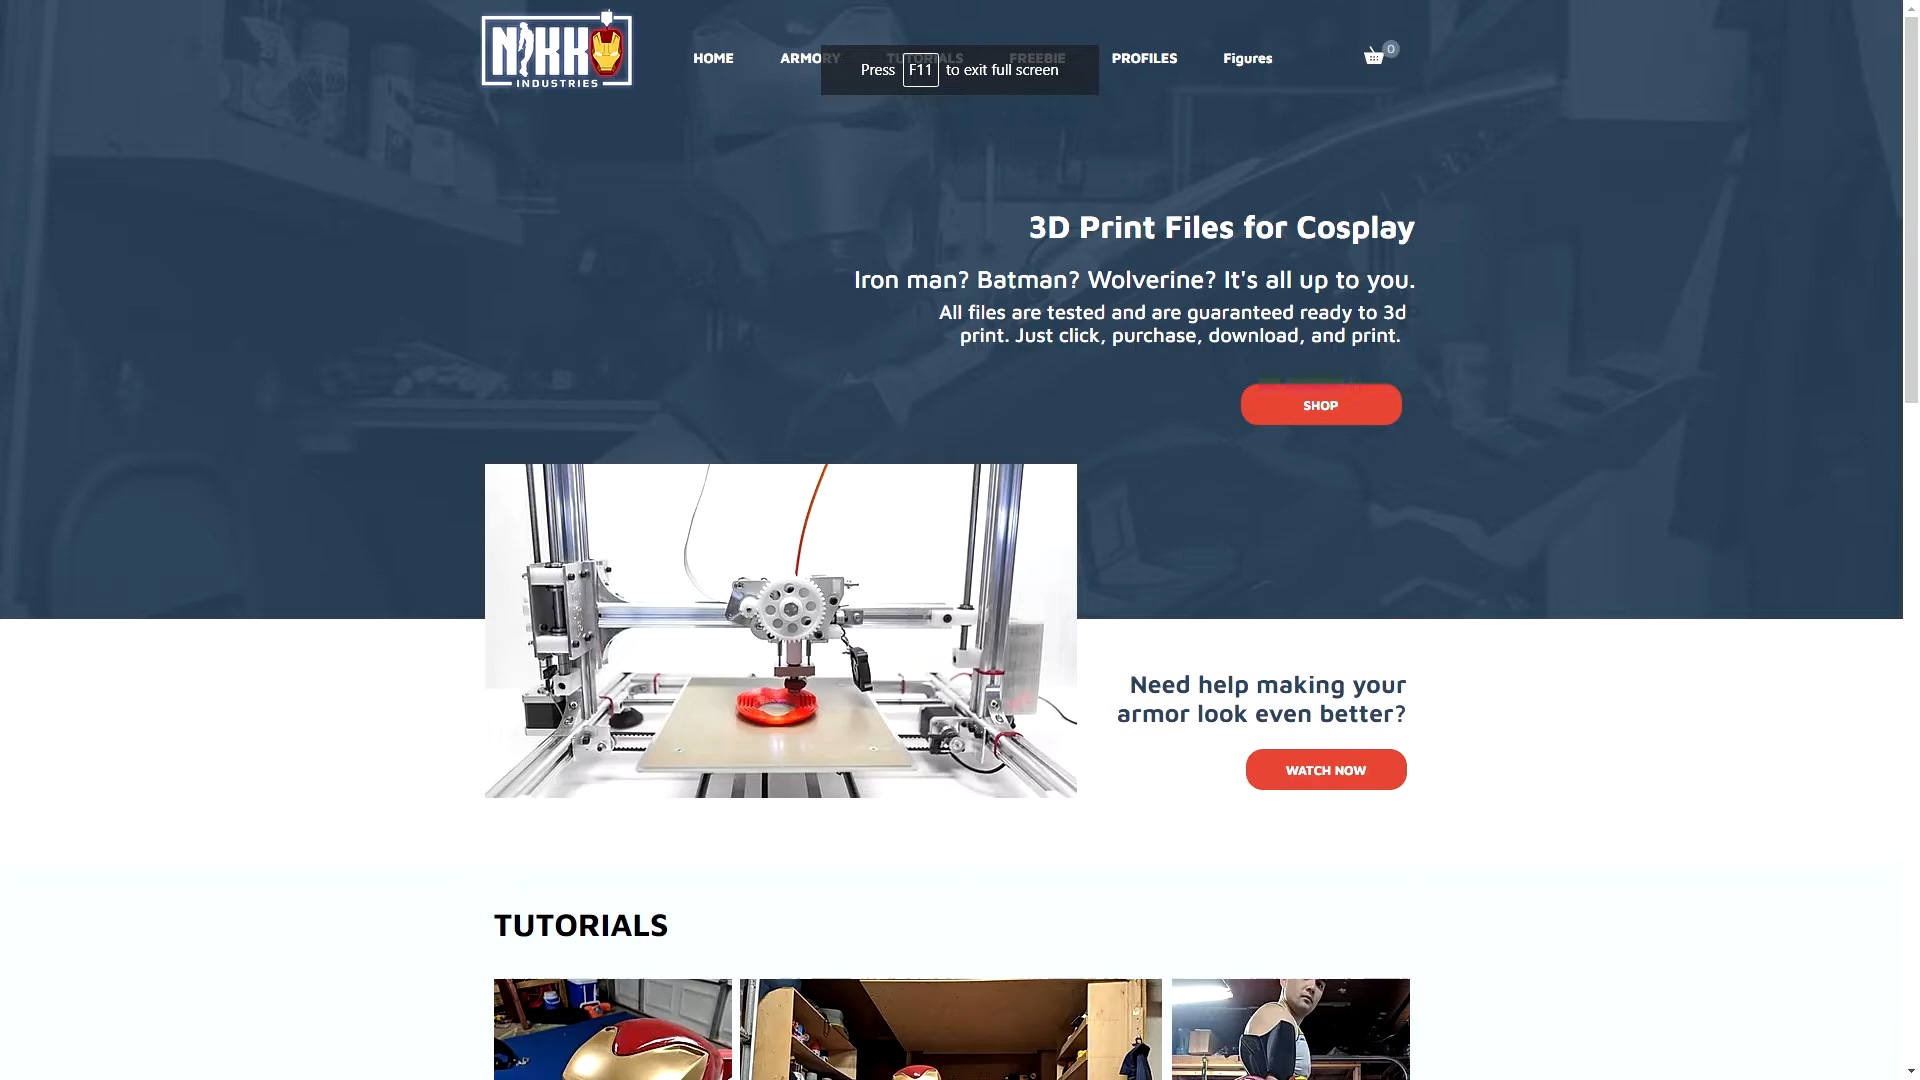 NIKKO
INDUSTRIES
HOME
ARMORY
TUTORIALS
FREEBIE
PROFILES
Figures
0
Press F11 to exit full screen
3D Print Files for Cosplay
Iron man? Batman? Wolverine? It's all up to you.
All files are tested and are guaranteed ready to 3d
print. Just click, purchase, download, and print.
SHOP
Need help making your
armor look even better?
WATCH NOW
TUTORIALS